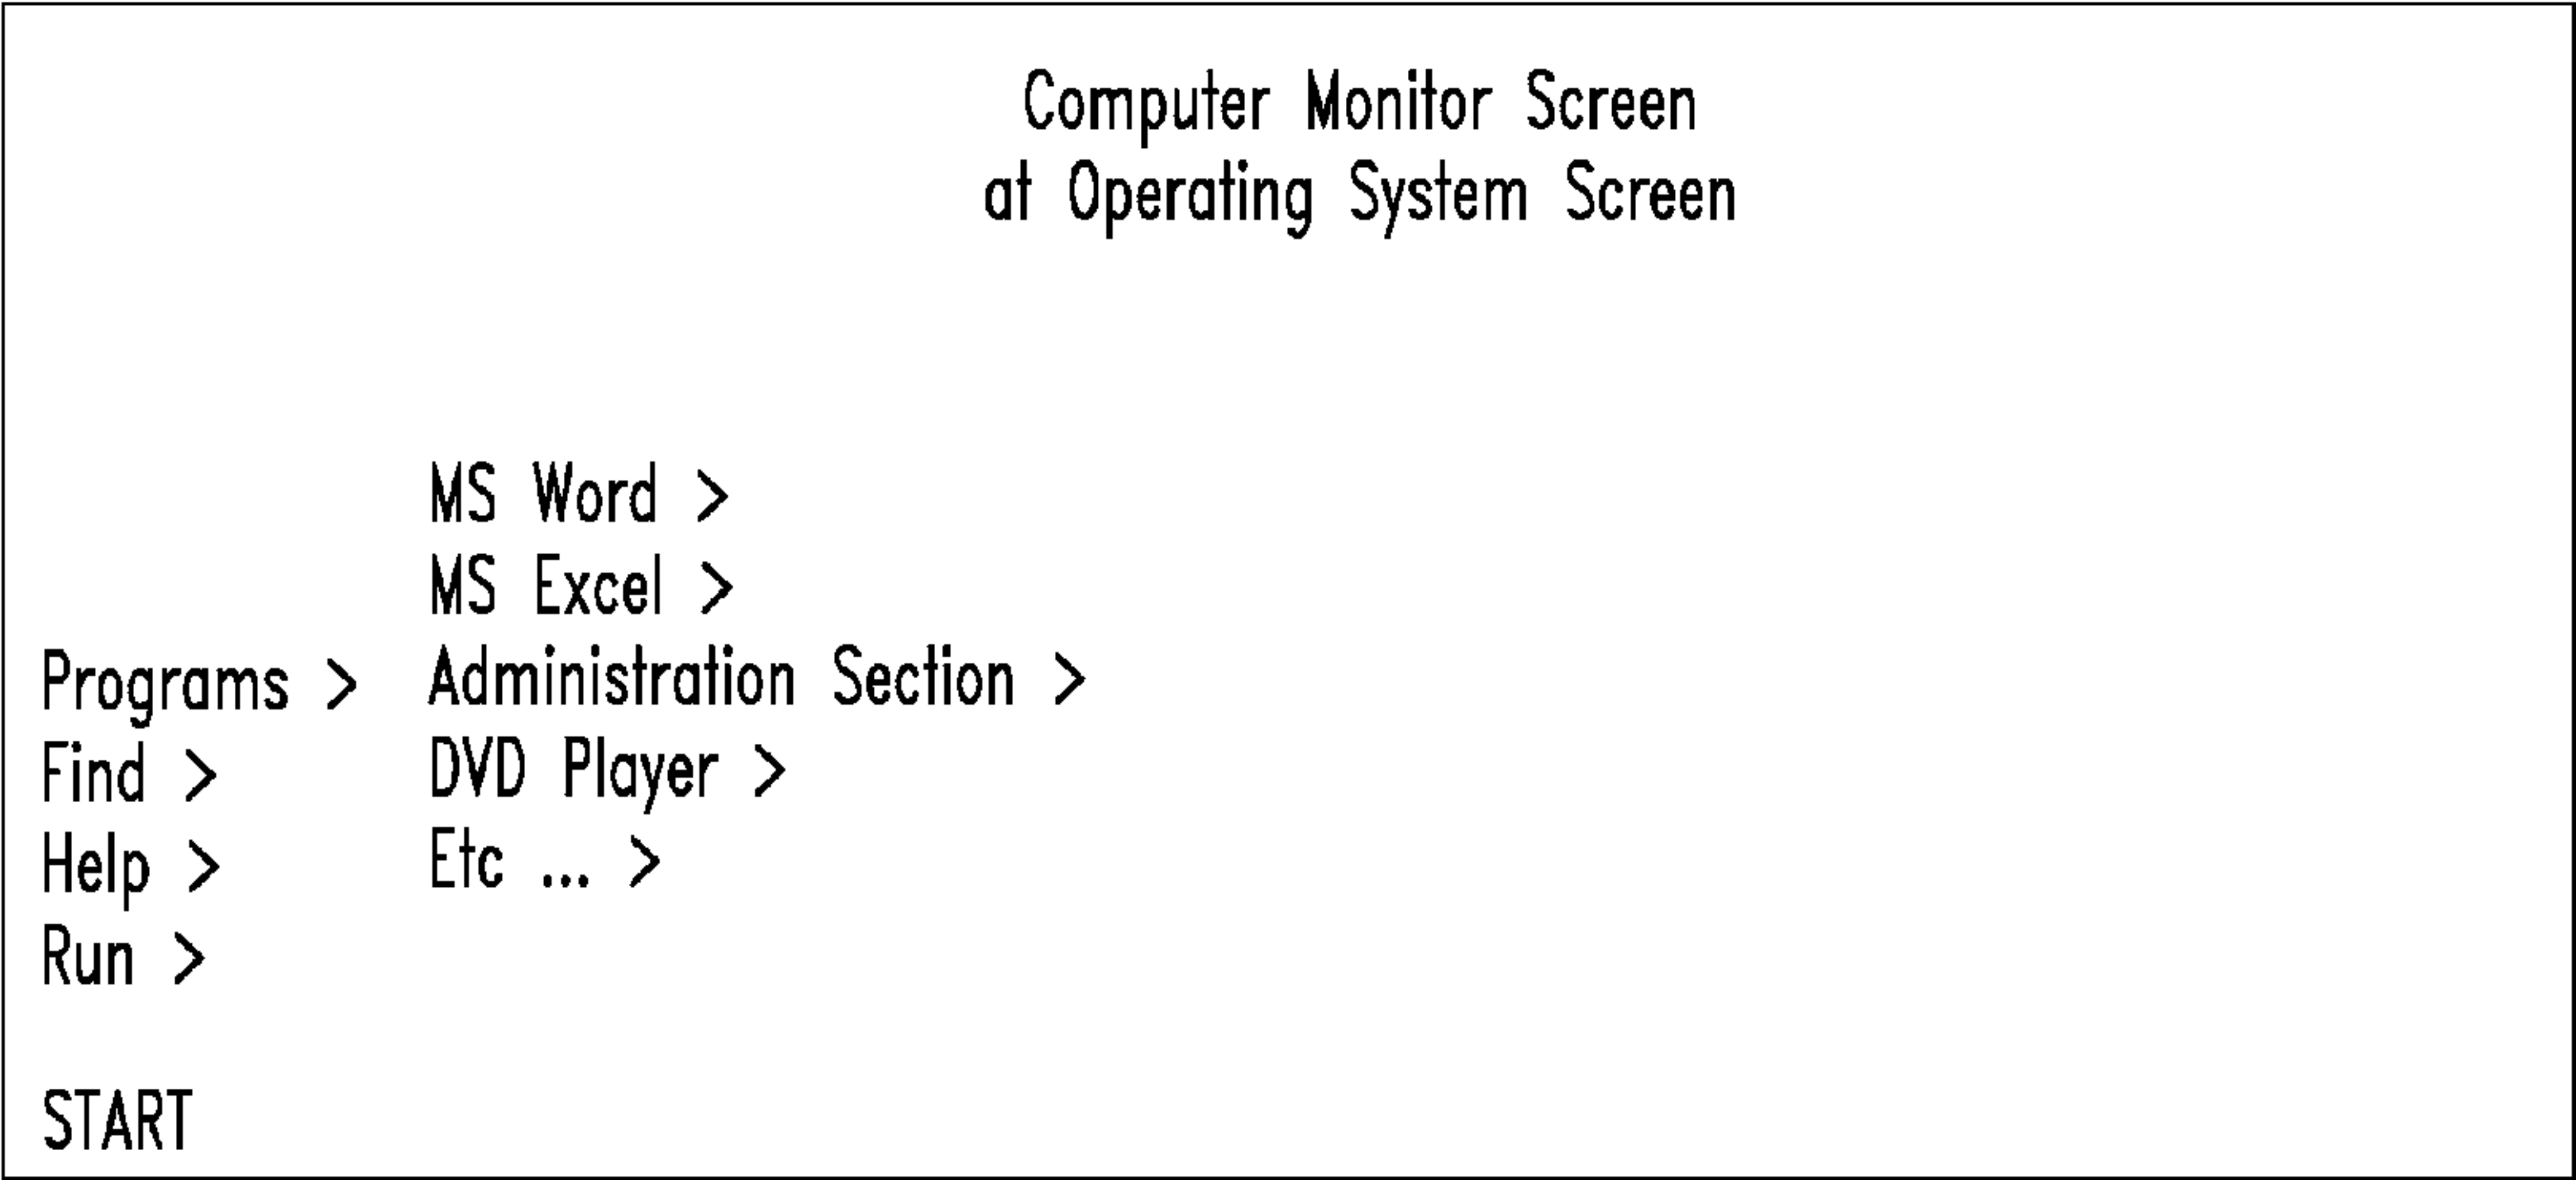 Computer Monitor Screen
at Operating System Screen
MS Word >
MS Excel >
Programs > Administration Section >
Find > DVD Player >
Help > Etc ... >
Run >
START